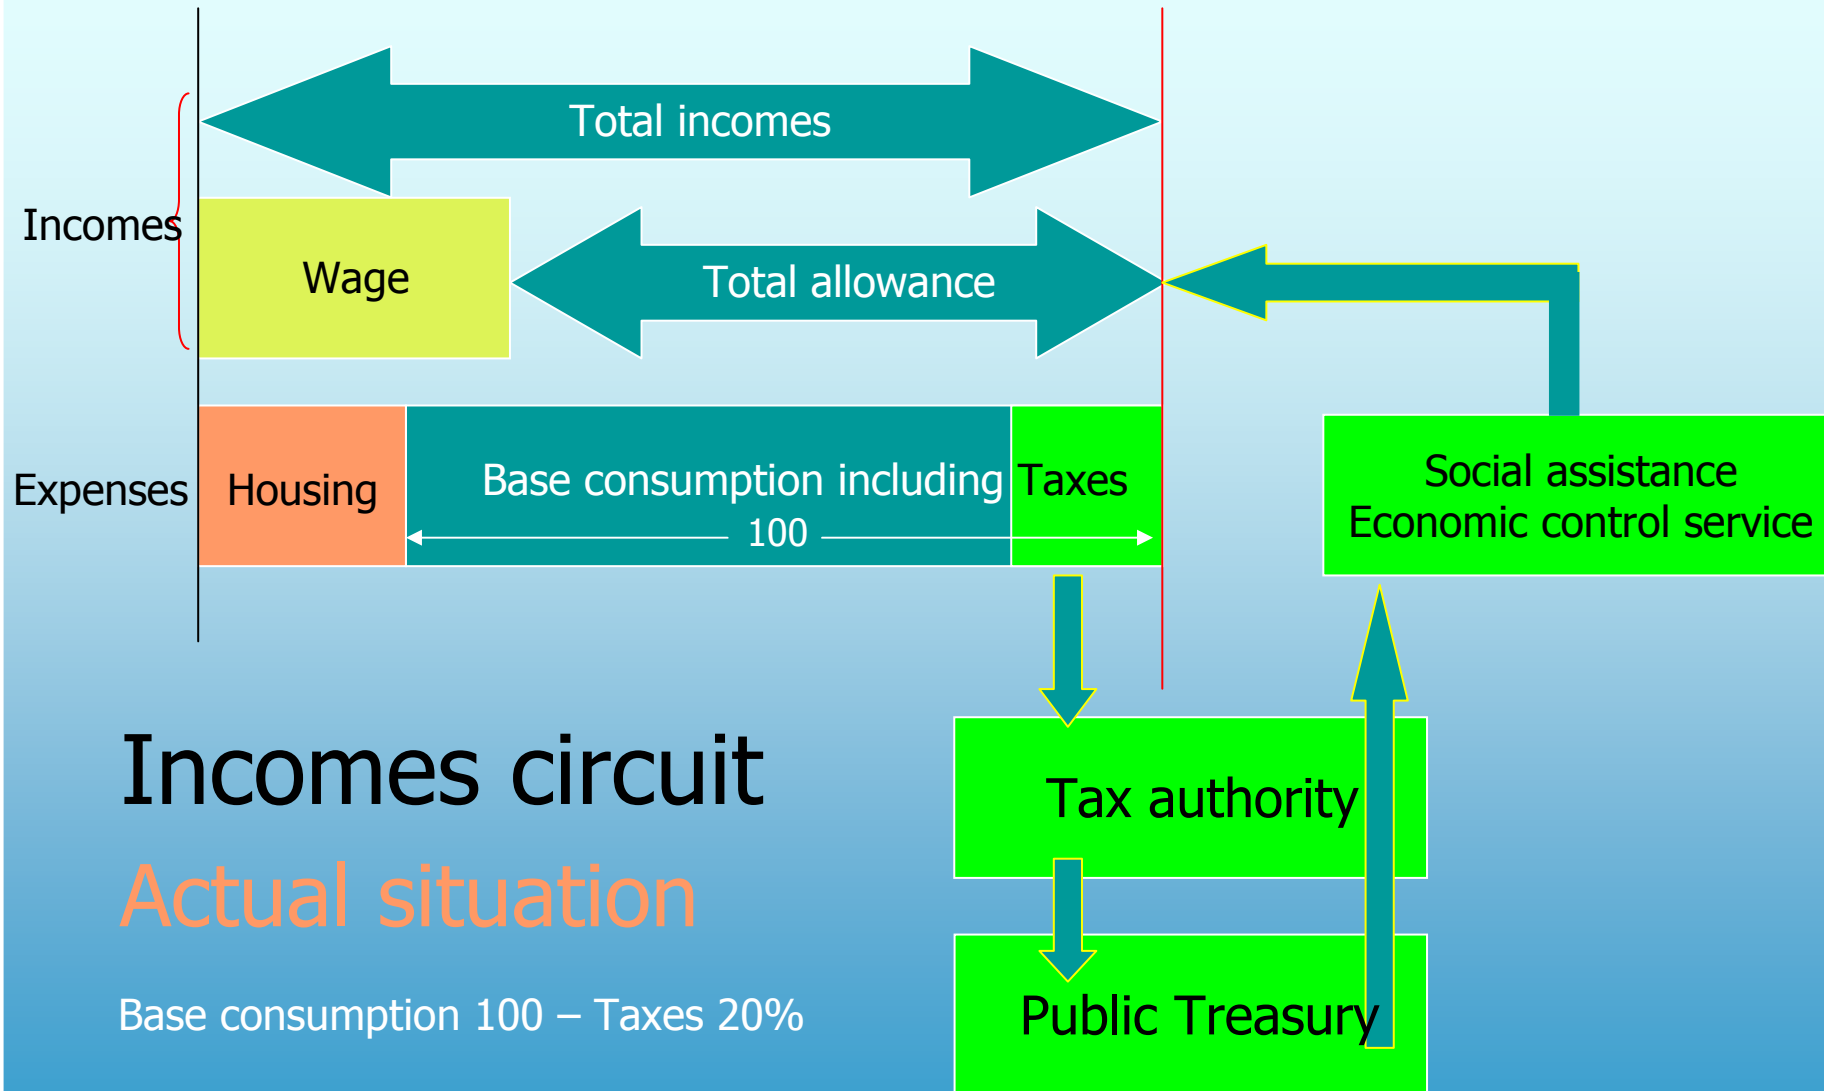 Total incomes
Incomes
Wage
Total allowance
Expenses
Housing
Base consumption including
Taxes
100
Social assistance
Economic control service
Incomes circuit
Actual situation
Base consumption 100 – Taxes 20%
Tax authority
Public Treasury